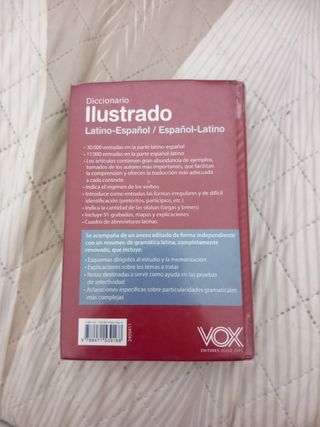 Diccionario
Ilustrado
Latino-Español / Español-Latino
• 30 000 entradas en la parte latino-español
• 11 000 entradas en la parte español-latino
• Los artículos contienen gran abundancia de ejemplos,
tomados de los autores más importantes, que facilitan
la comprensión y ofrecen la traducción más adecuada
a cada contexto
• Indica el régimen de los verbos
• Introduce como entradas las formas irregulares y de difícil
identificación (pretéritos, participios, etc.)
• Indica la cantidad de las sílabas (largas y breves)
• Incluye 91 grabados, mapas y explicaciones
• Cuadro de abreviaturas latinas
Se acompaña de un anexo editado de forma independiente
con un resumen de gramática latina, completamente
renovado, que incluye:
• Esquemas dirigidos al estudio y la memorización
• Explicaciones sobre los temas a tratar
• Notas destinadas a servir como ayuda en las pruebas
de selectividad
• Aclaraciones específicas sobre particularidades gramaticales
más complejas
2409411
VOX
EDITORES DESDE